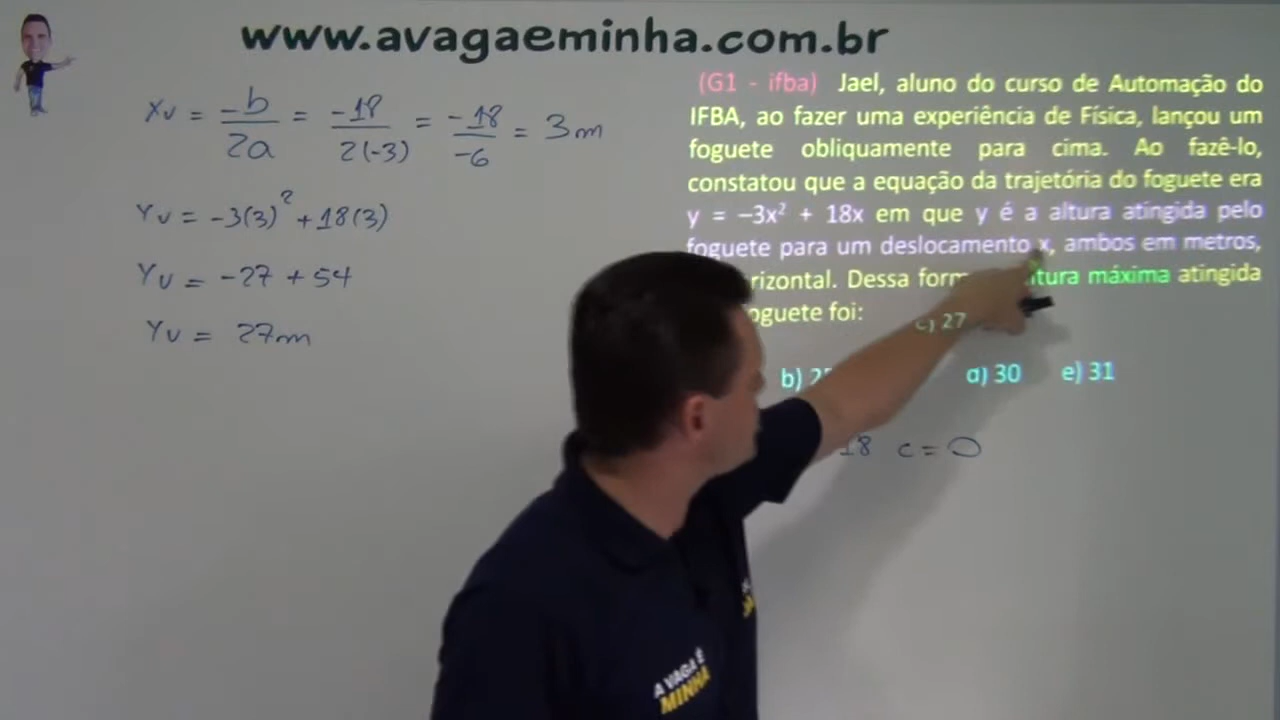 www.avagaeminha.com.br
Xv = -b/2a = -18/2(-3) = -18/-6 = 3m
Yv = -3(3)² + 18(3)
Yv = -27 + 54
Yv = 27m
(G1 - ifba) Jael, aluno do curso de Automação do
IFBA, ao fazer uma experiência de Física, lançou um
foguete obliquamente para cima. Ao fazê-lo,
constatou que a equação da trajetória do foguete era
y = −3x² + 18x em que y é a altura atingida pelo
foguete para um deslocamento x, ambos em metros,
horizontal. Dessa máxima atingida
foguete foi:
c) 27
b) d) 30 e) 31
18 c = 0
A VAGA É
MINHA